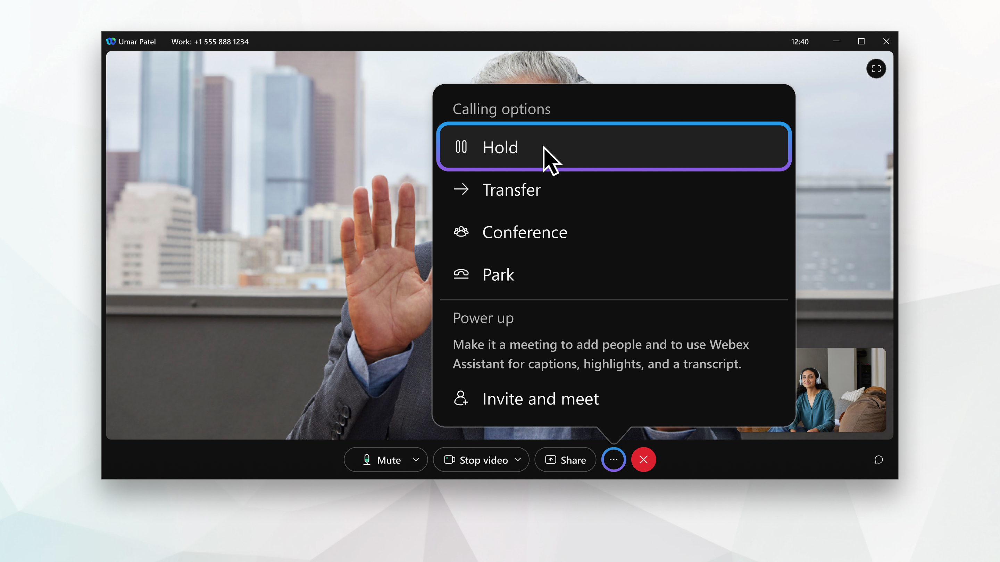 Umar Patel Work: +1 555 888 1234 12:40
Calling options
Hold
Transfer
Conference
Park
Power up
Make it a meeting to add people and to use Webex
Assistant for captions, highlights, and a transcript.
Invite and meet
Mute Stop video Share